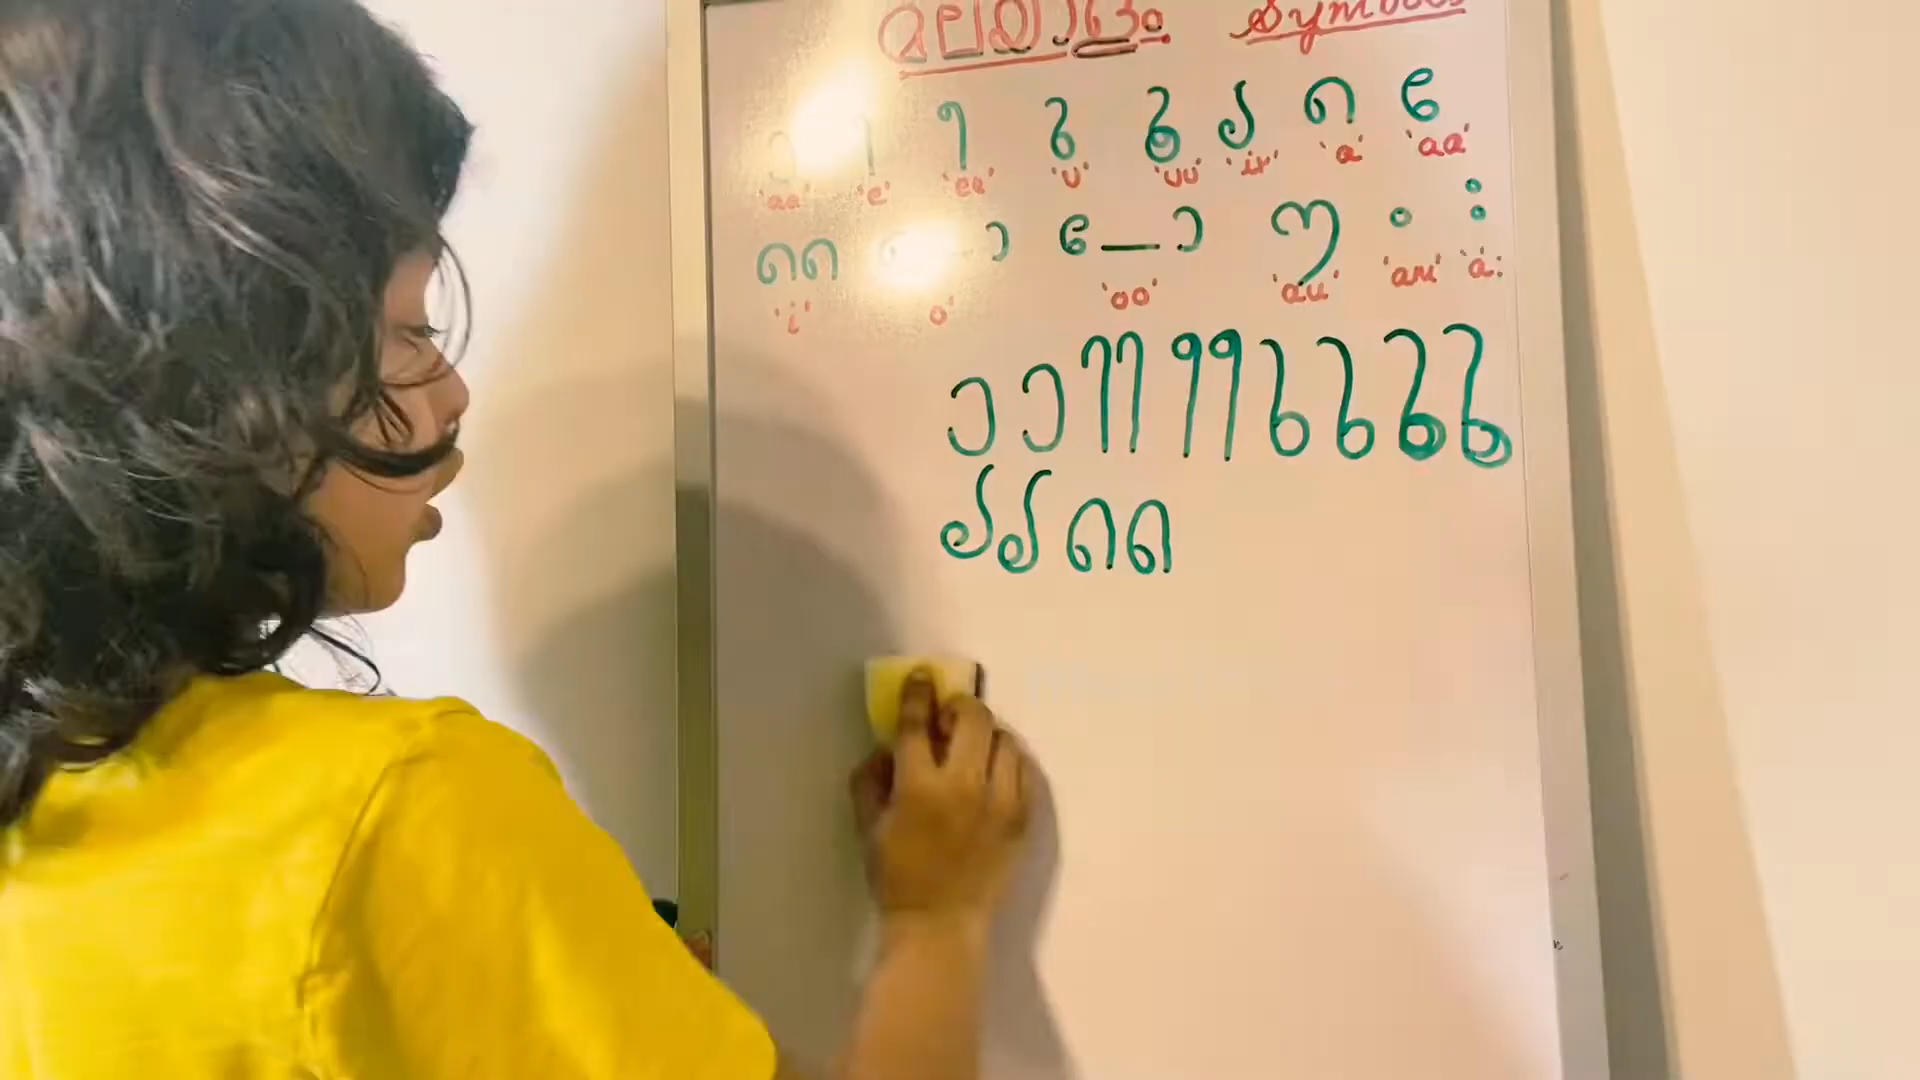 മലയാളം Symbols
ാ ി ീ ു ൂ ൃ െ േ
'aa' 'e' 'ee' 'u' 'uu' 'ir' 'a' 'aa'
ൈ െ_ാ േ_ാ ൗ ം ഃ
'i' 'o' 'oo' 'au' 'am' 'a:'
ാ ാ ി ി ീ ീ ു ു ൂ ൂ
ൃ ൃ െ െ